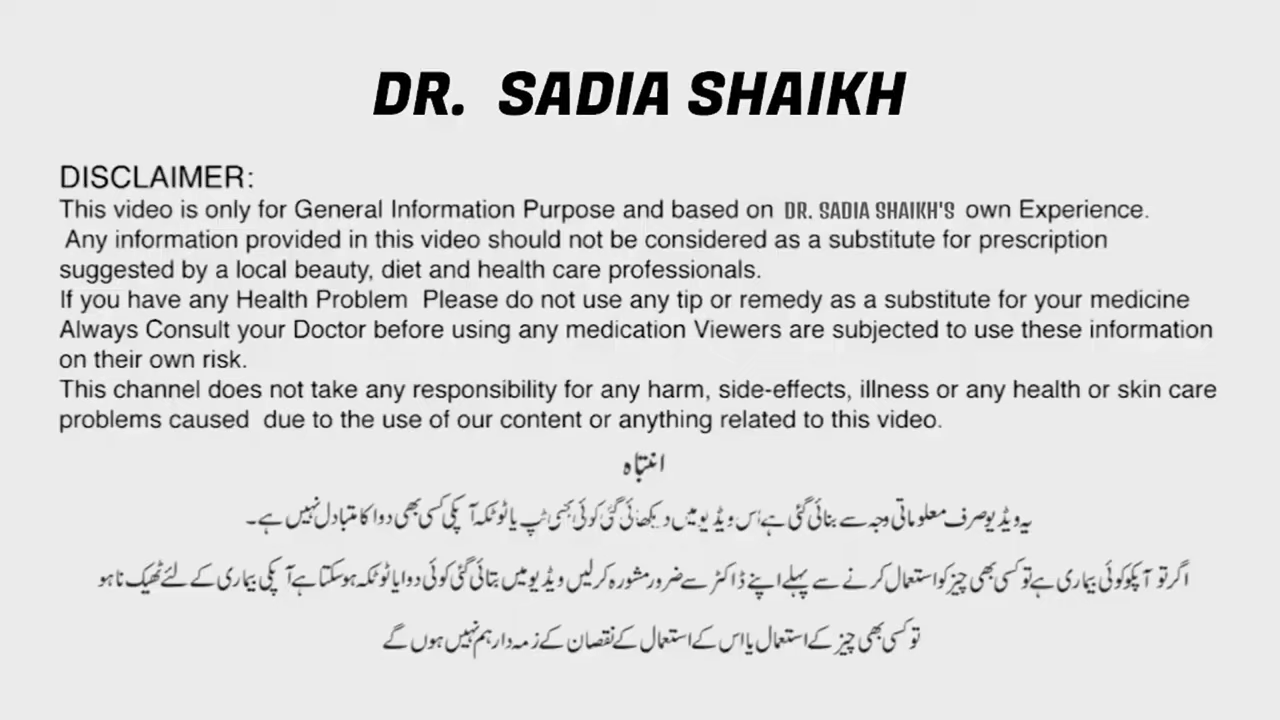 DR. SADIA SHAIKH
DISCLAIMER:
This video is only for General Information Purpose and based on DR. SADIA SHAIKH'S own Experience.
Any information provided in this video should not be considered as a substitute for prescription
suggested by a local beauty, diet and health care professionals.
If you have any Health Problem Please do not use any tip or remedy as a substitute for your medicine
Always Consult your Doctor before using any medication Viewers are subjected to use these information
on their own risk.
This channel does not take any responsibility for any harm, side-effects, illness or any health or skin care
problems caused due to the use of our content or anything related to this video.
انتباہ
یہ ویڈیو صرف معلوماتی وجہ سے بنائی گئی ہے اس ویڈیو میں دیکھائی گئی کوئی بھی ٹپ یا ٹوٹکہ آپکی کسی بھی دوا کا متبادل نہیں ہے۔
اگر تو آپکو کوئی بیماری ہے تو کسی بھی چیز کو استعمال کرنے سے پہلے اپنے ڈاکٹر سے ضرور مشورہ کر لیں ویڈیو میں بتائی گئی کوئی دوا یا ٹوٹکہ ہو سکتا ہے آپکی بیماری کے لئے ٹھیک نا ہو
تو کسی بھی چیز کے استعمال یا اس کے استعمال کے نقصان کے زمہ دار ہم نہیں ہوں گے